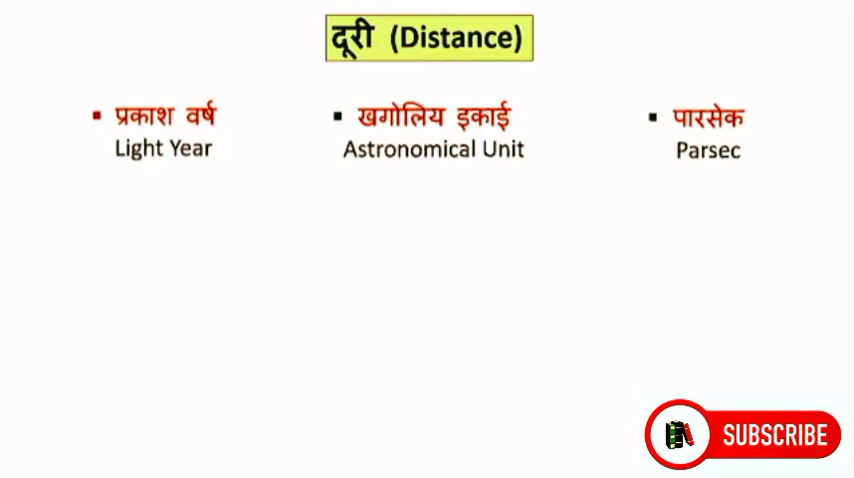 दूरी (Distance)
▪ प्रकाश वर्ष
Light Year
▪ खगोलिय इकाई
Astronomical Unit
▪ पारसेक
Parsec
SUBSCRIBE